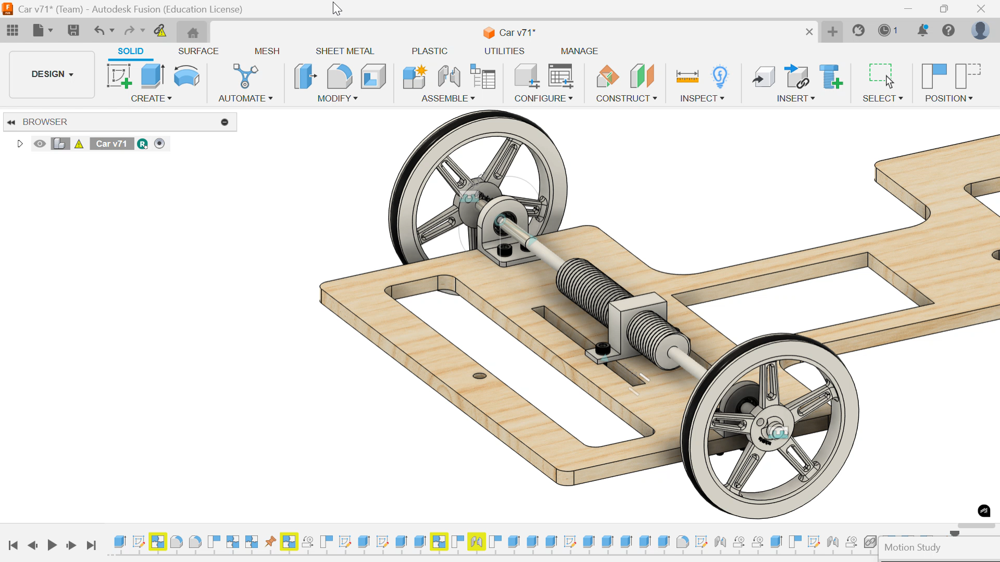 Car v71* (Team) - Autodesk Fusion (Education License)
Car v71*
1
SOLID
SURFACE
MESH
SHEET METAL
PLASTIC
UTILITIES
MANAGE
DESIGN
CREATE
AUTOMATE
MODIFY
ASSEMBLE
CONFIGURE
CONSTRUCT
INSPECT
INSERT
SELECT
POSITION
BROWSER
Car v71
R
Motion Study